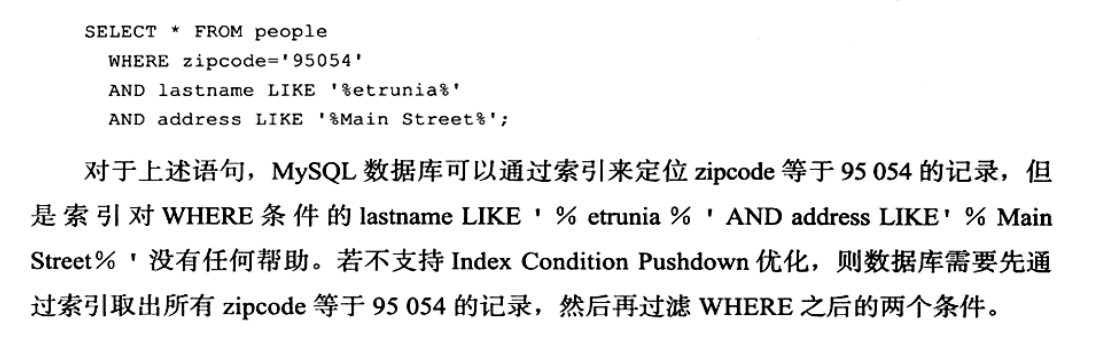 SELECT * FROM people
WHERE zipcode='95054'
AND lastname LIKE '%etrunia%'
AND address LIKE '%Main Street%';
对于上述语句，MySQL 数据库可以通过索引来定位 zipcode 等于 95 054 的记录，但
是索引对 WHERE 条件的 lastname LIKE ' % etrunia % ' AND address LIKE ' % Main
Street% ' 没有任何帮助。若不支持 Index Condition Pushdown 优化，则数据库需要先通
过索引取出所有 zipcode 等于 95 054 的记录，然后再过滤 WHERE 之后的两个条件。